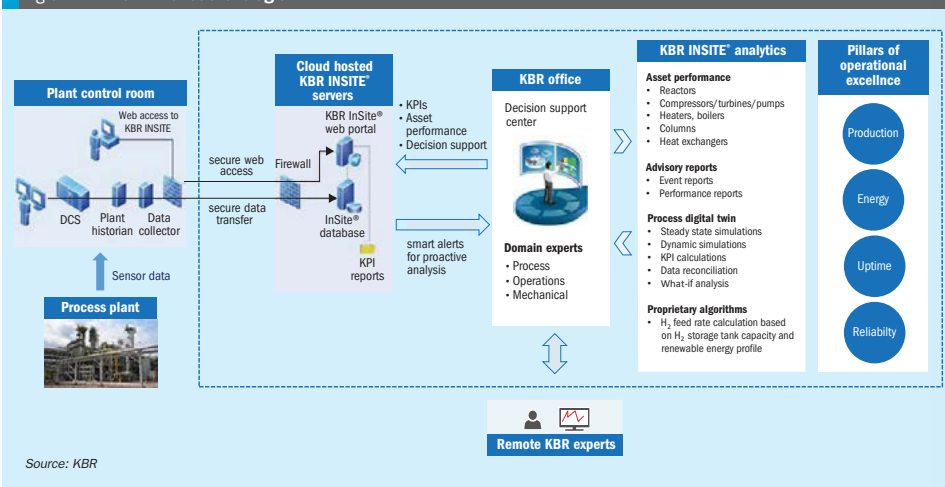 Plant control room
Web access to
KBR INSITE
DCS
Plant
historian
Data
collector
Sensor data
Process plant
secure web
access
secure data
transfer
Cloud hosted
KBR INSITE®
servers
KBR InSite®
web portal
Firewall
InSite®
database
KPI
reports
• KPIs
• Asset
performance
• Decision support
smart alerts
for proactive
analysis
KBR office
Decision support
center
Domain experts
• Process
• Operations
• Mechanical
KBR INSITE® analytics
Asset performance
• Reactors
• Compressors/turbines/pumps
• Heaters, boilers
• Columns
• Heat exchangers
Advisory reports
• Event reports
• Performance reports
Process digital twin
• Steady state simulations
• Dynamic simulations
• KPI calculations
• Data reconciliation
• What-if analysis
Proprietary algorithms
• H₂ feed rate calculation based
on H₂ storage tank capacity and
renewable energy profile
Pillars of
operational
excellnce
Production
Energy
Uptime
Reliabilty
Remote KBR experts
Source: KBR